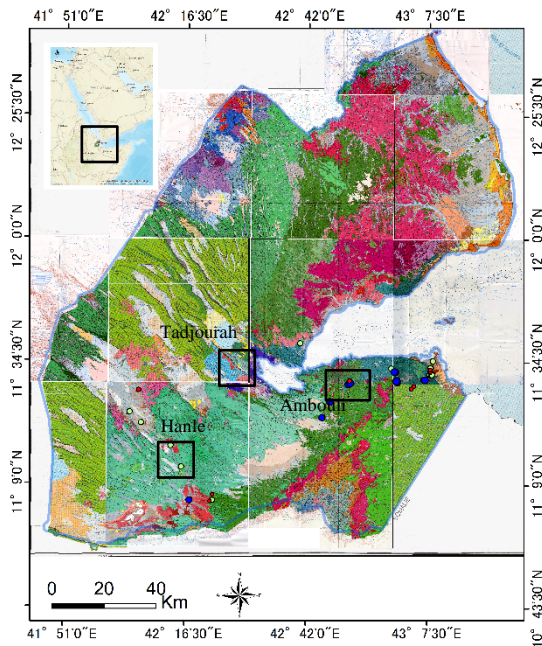 41° 51′0″E 42° 16′30″E 42° 42′0″E 43° 7′30″E
12° 25′30″N
12° 25′30″N
12° 0′0″N
12° 0′0″N
11° 34′30″N
11° 34′30″N
Tadjourah
Ambouli
Hanle
11° 9′0″N
11° 9′0″N
0 20 40
Km
10° 43′30″N
41° 51′0″E 42° 16′30″E 42° 42′0″E 43° 7′30″E